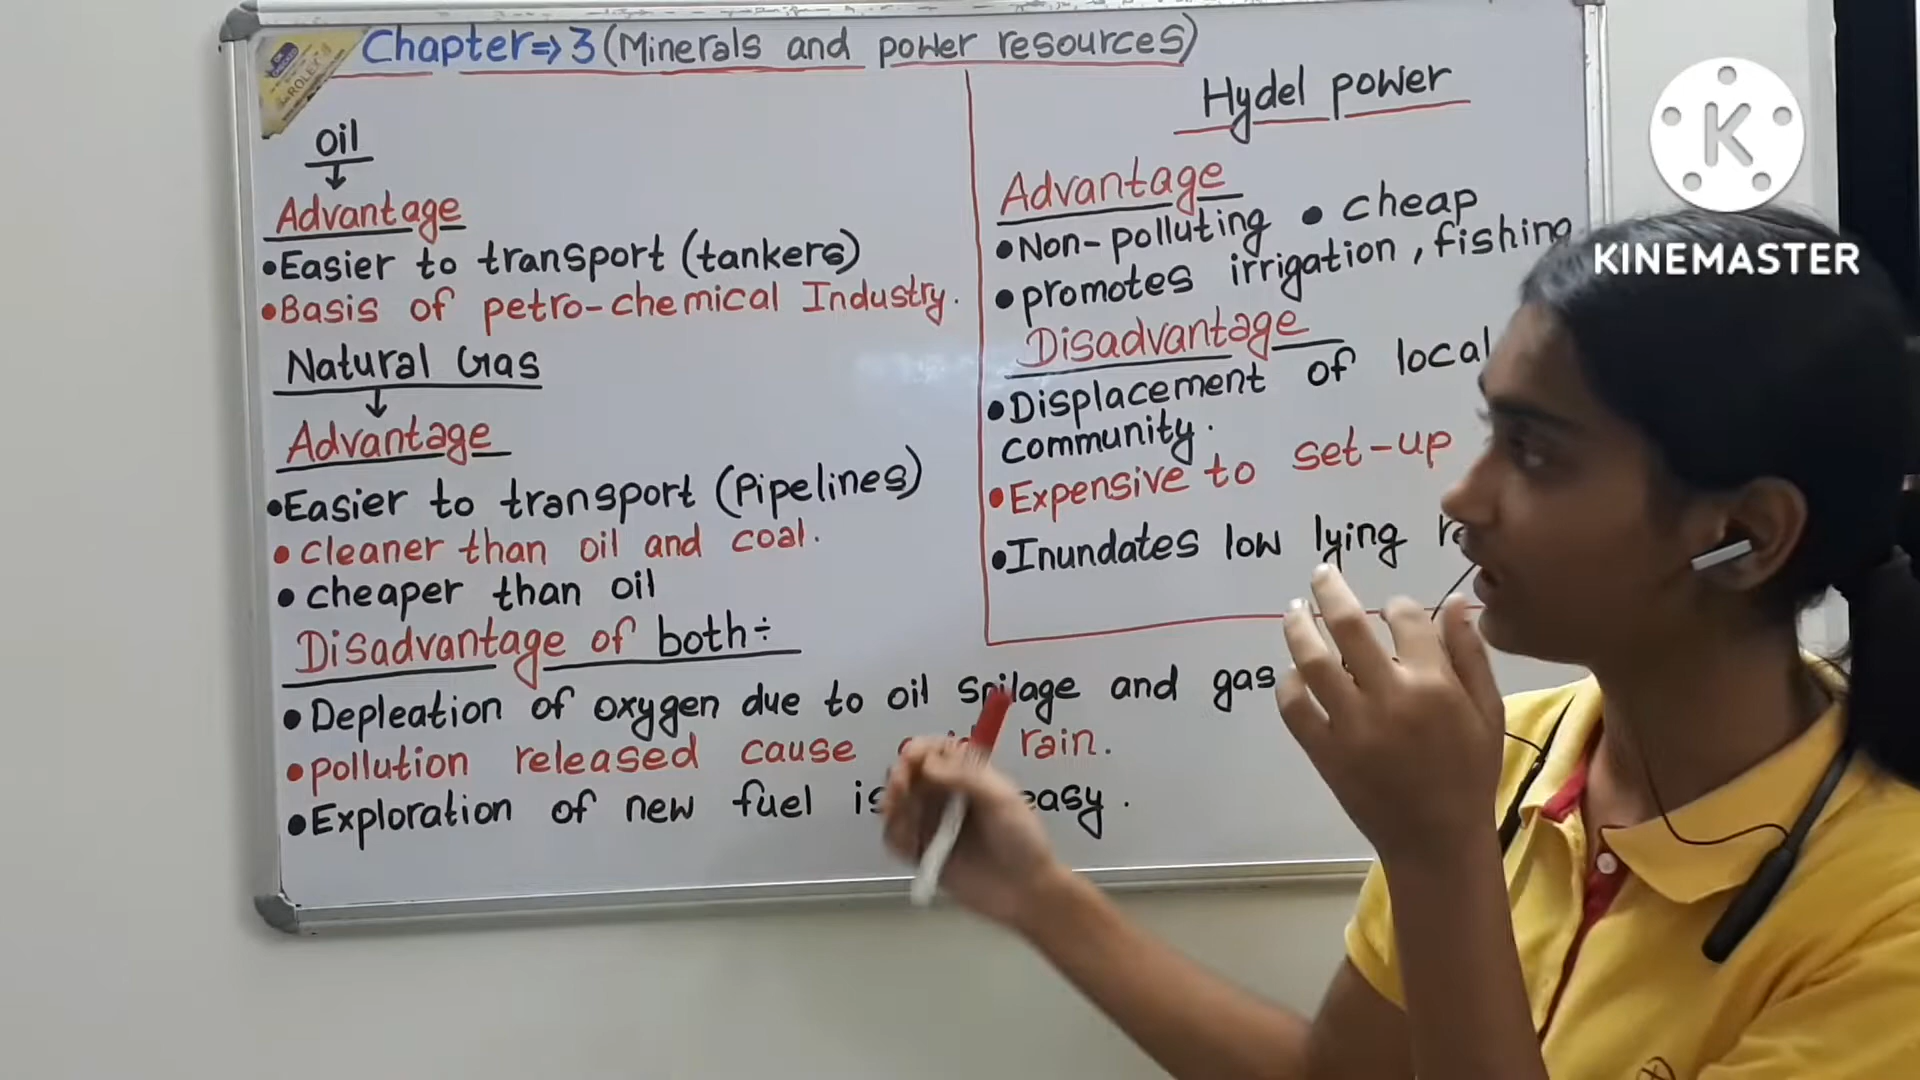 Chapter⇒3 (Minerals and power resources)
oil
↓
Advantage
•Easier to transport (tankers)
•Basis of petro-chemical Industry.
Natural Gas
↓
Advantage
•Easier to transport (Pipelines)
•cleaner than oil and coal.
•cheaper than oil
Disadvantage of both÷
•Depleation of oxygen due to oil spilage and gas
•pollution released cause rain.
•Exploration of new fuel is easy.
Hydel power
Advantage
•Non-polluting •cheap
•promotes irrigation, fishing
Disadvantage
•Displacement of local
community.
•Expensive to set-up
•Inundates low lying
K
KINEMASTER